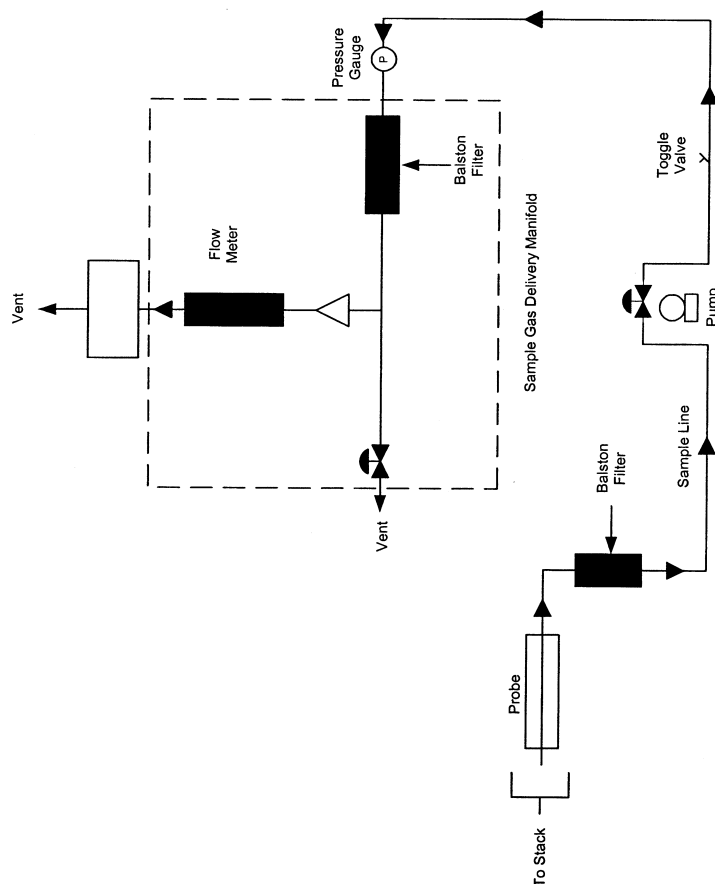 Vent
Flow
Meter
Pressure
Gauge
P
Balston
Filter
Sample Gas Delivery Manifold
Vent
Toggle
Valve
Pump
Sample Line
Balston
Filter
Probe
To Stack